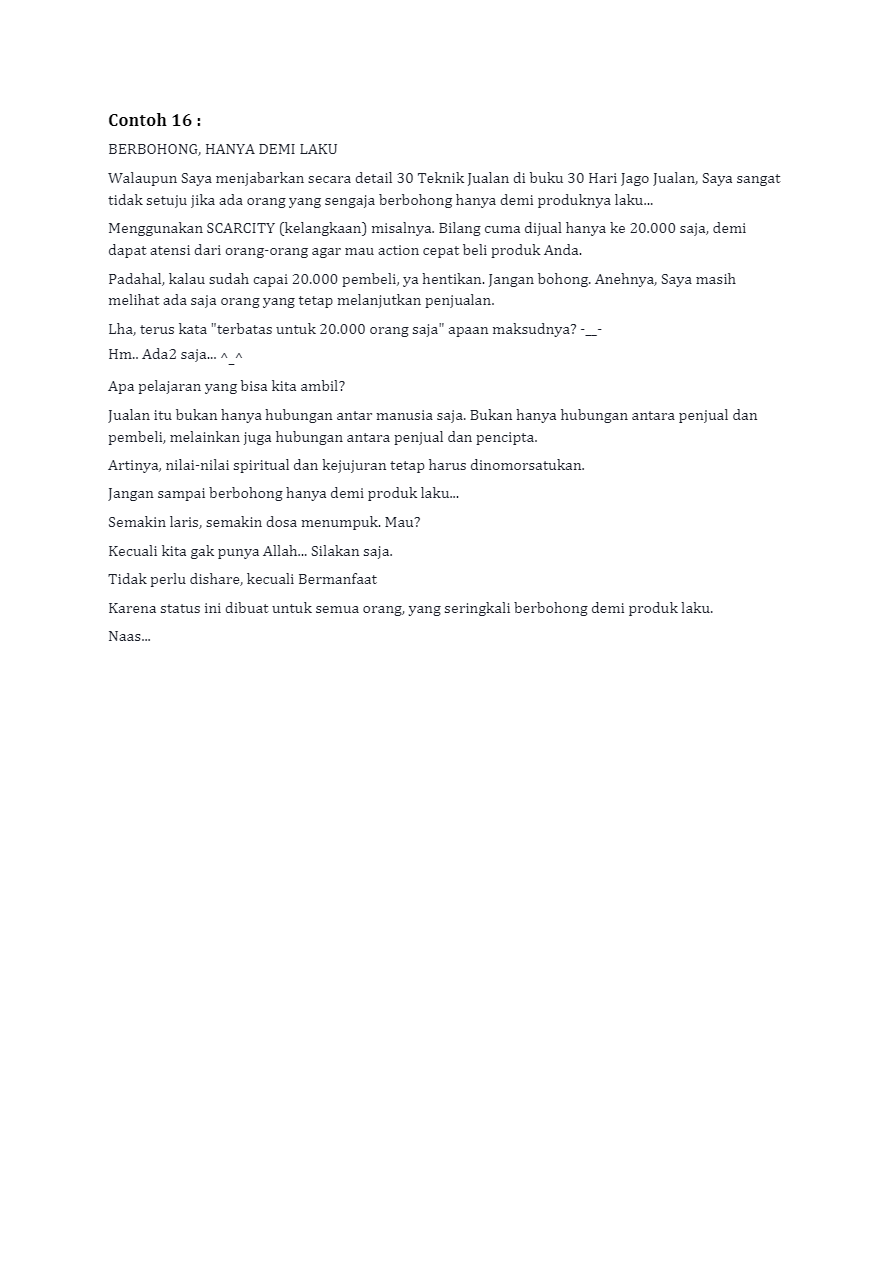 Contoh 16 :
BERBOHONG, HANYA DEMI LAKU
Walaupun Saya menjabarkan secara detail 30 Teknik Jualan di buku 30 Hari Jago Jualan, Saya sangat
tidak setuju jika ada orang yang sengaja berbohong hanya demi produknya laku...
Menggunakan SCARCITY (kelangkaan) misalnya. Bilang cuma dijual hanya ke 20.000 saja, demi
dapat atensi dari orang-orang agar mau action cepat beli produk Anda.
Padahal, kalau sudah capai 20.000 pembeli, ya hentikan. Jangan bohong. Anehnya, Saya masih
melihat ada saja orang yang tetap melanjutkan penjualan.
Lha, terus kata "terbatas untuk 20.000 orang saja" apaan maksudnya? -__-
Hm.. Ada2 saja... ^_^
Apa pelajaran yang bisa kita ambil?
Jualan itu bukan hanya hubungan antar manusia saja. Bukan hanya hubungan antara penjual dan
pembeli, melainkan juga hubungan antara penjual dan pencipta.
Artinya, nilai-nilai spiritual dan kejujuran tetap harus dinomorsatukan.
Jangan sampai berbohong hanya demi produk laku...
Semakin laris, semakin dosa menumpuk. Mau?
Kecuali kita gak punya Allah... Silakan saja.
Tidak perlu dishare, kecuali Bermanfaat
Karena status ini dibuat untuk semua orang, yang seringkali berbohong demi produk laku.
Naas...